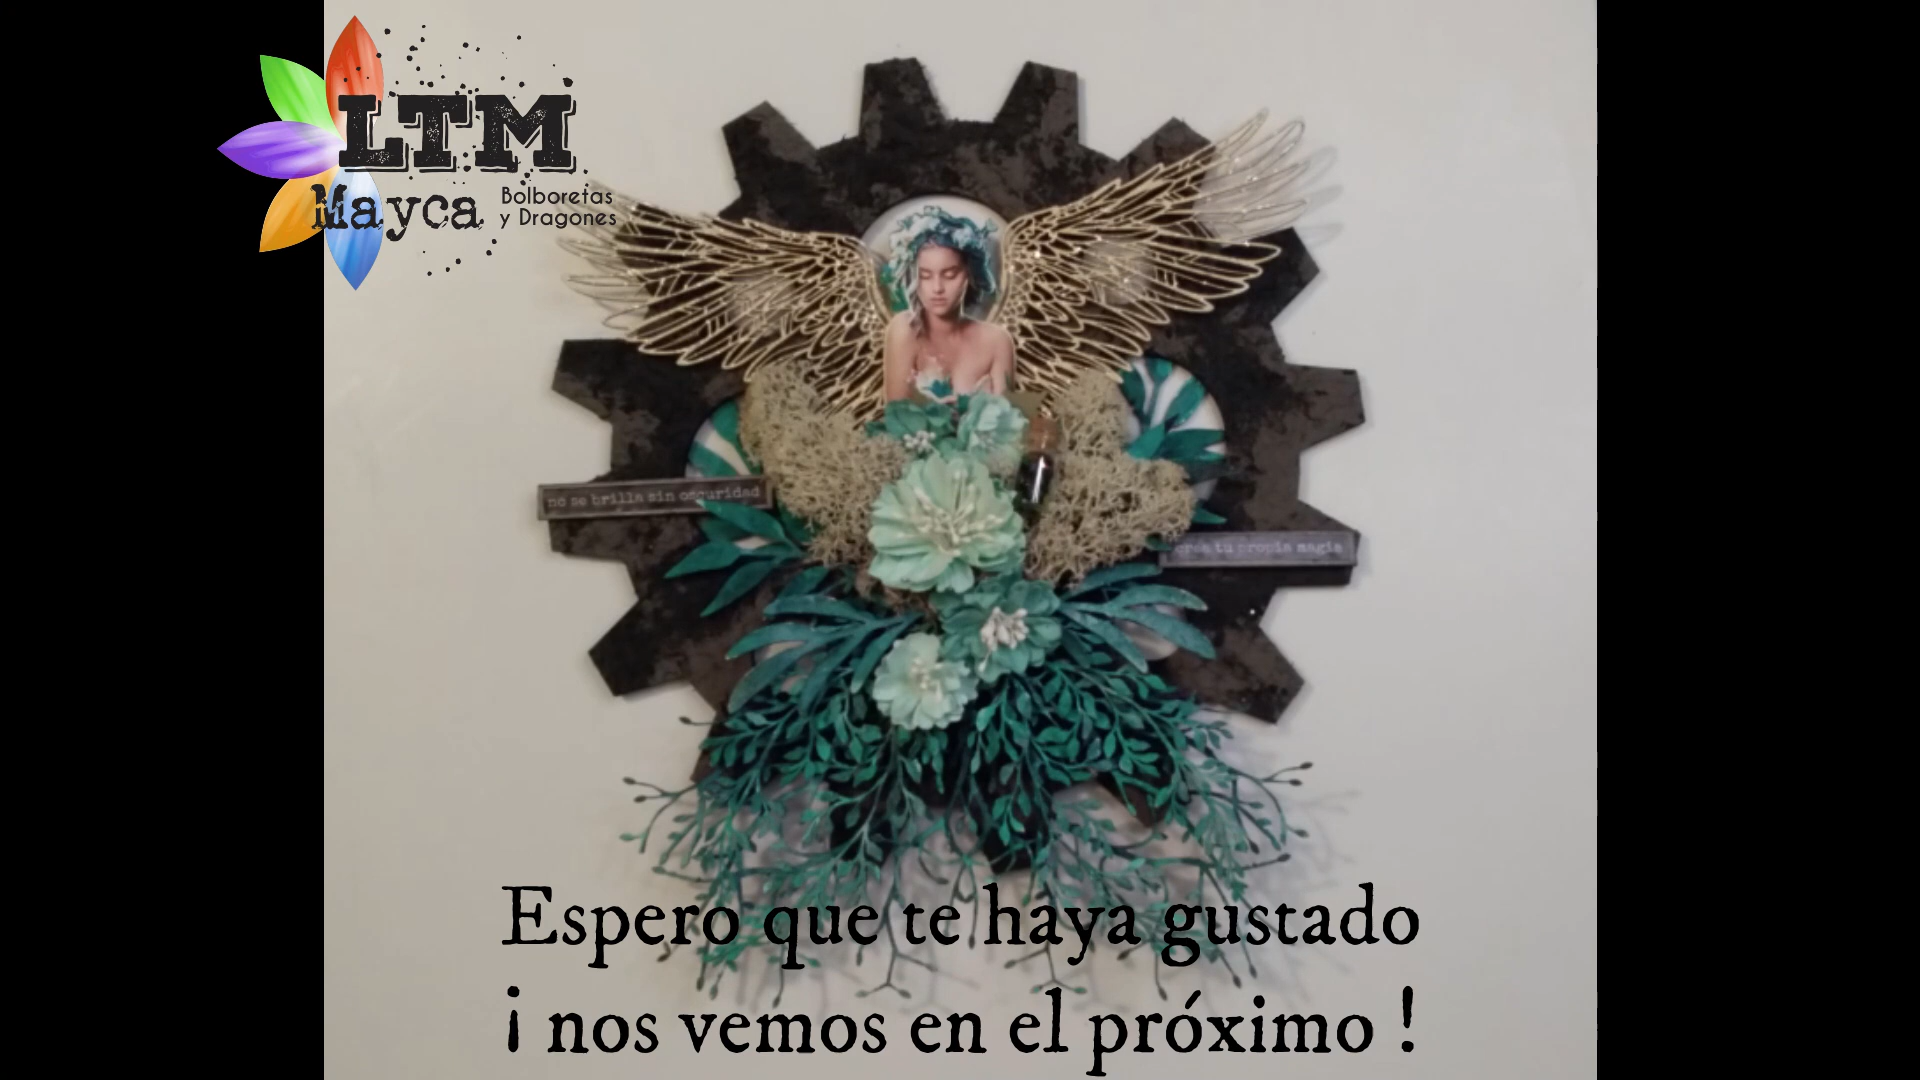 LTM
Mayca
Bolboretas
y Dragones
no se brilla sin oscuridad
crea tu propia magia
Espero que te haya gustado
¡ nos vemos en el próximo !